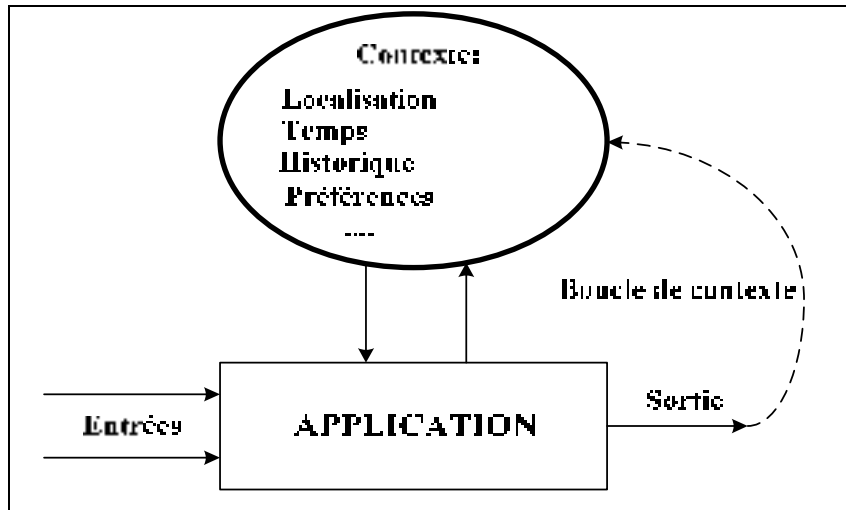 Contexte:
Localisation
Temps
Historique
Préférences
....
Boucle de contexte
Sortie
Entrées
APPLICATION